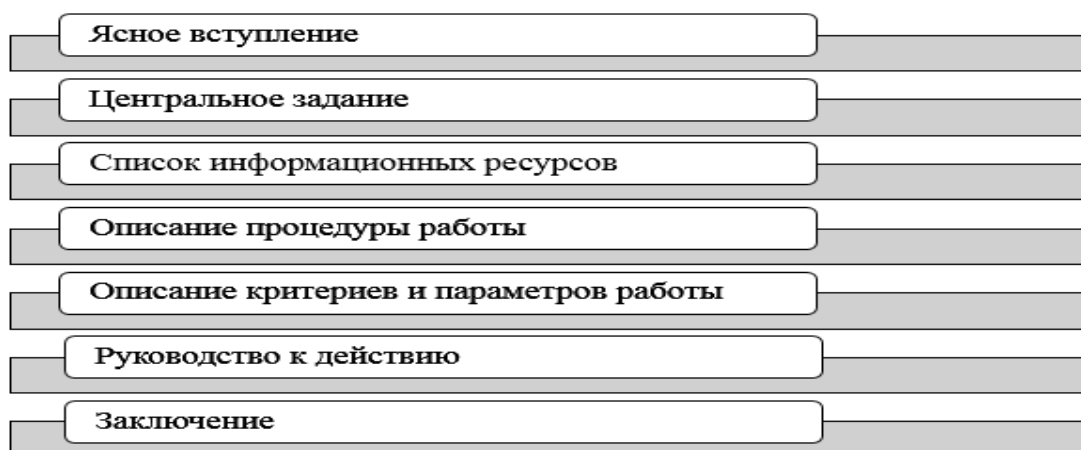 Ясное вступление
Центральное задание
Список информационных ресурсов
Описание процедуры работы
Описание критериев и параметров работы
Руководство к действию
Заключение